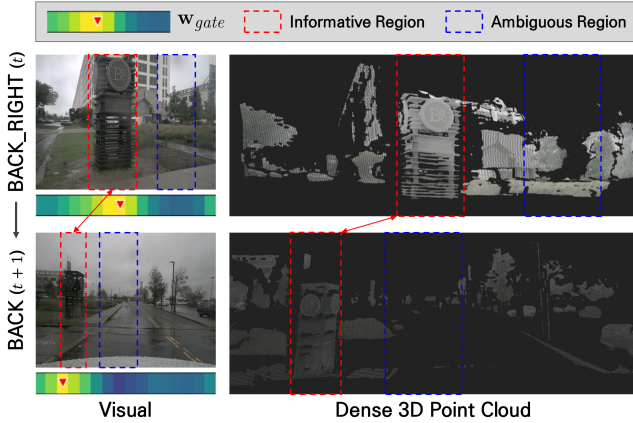 w_gate
Informative Region
Ambiguous Region
BACK_RIGHT (t)
BACK (t + 1)
Visual
Dense 3D Point Cloud